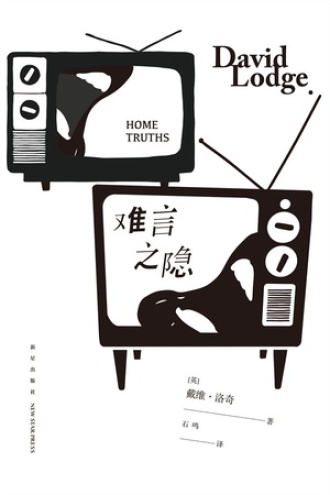 David
Lodge
HOME
TRUTHS
难言
之隐
[英]
戴维·洛奇
著
石鸣
译
新星出版社
NEW STAR PRESS